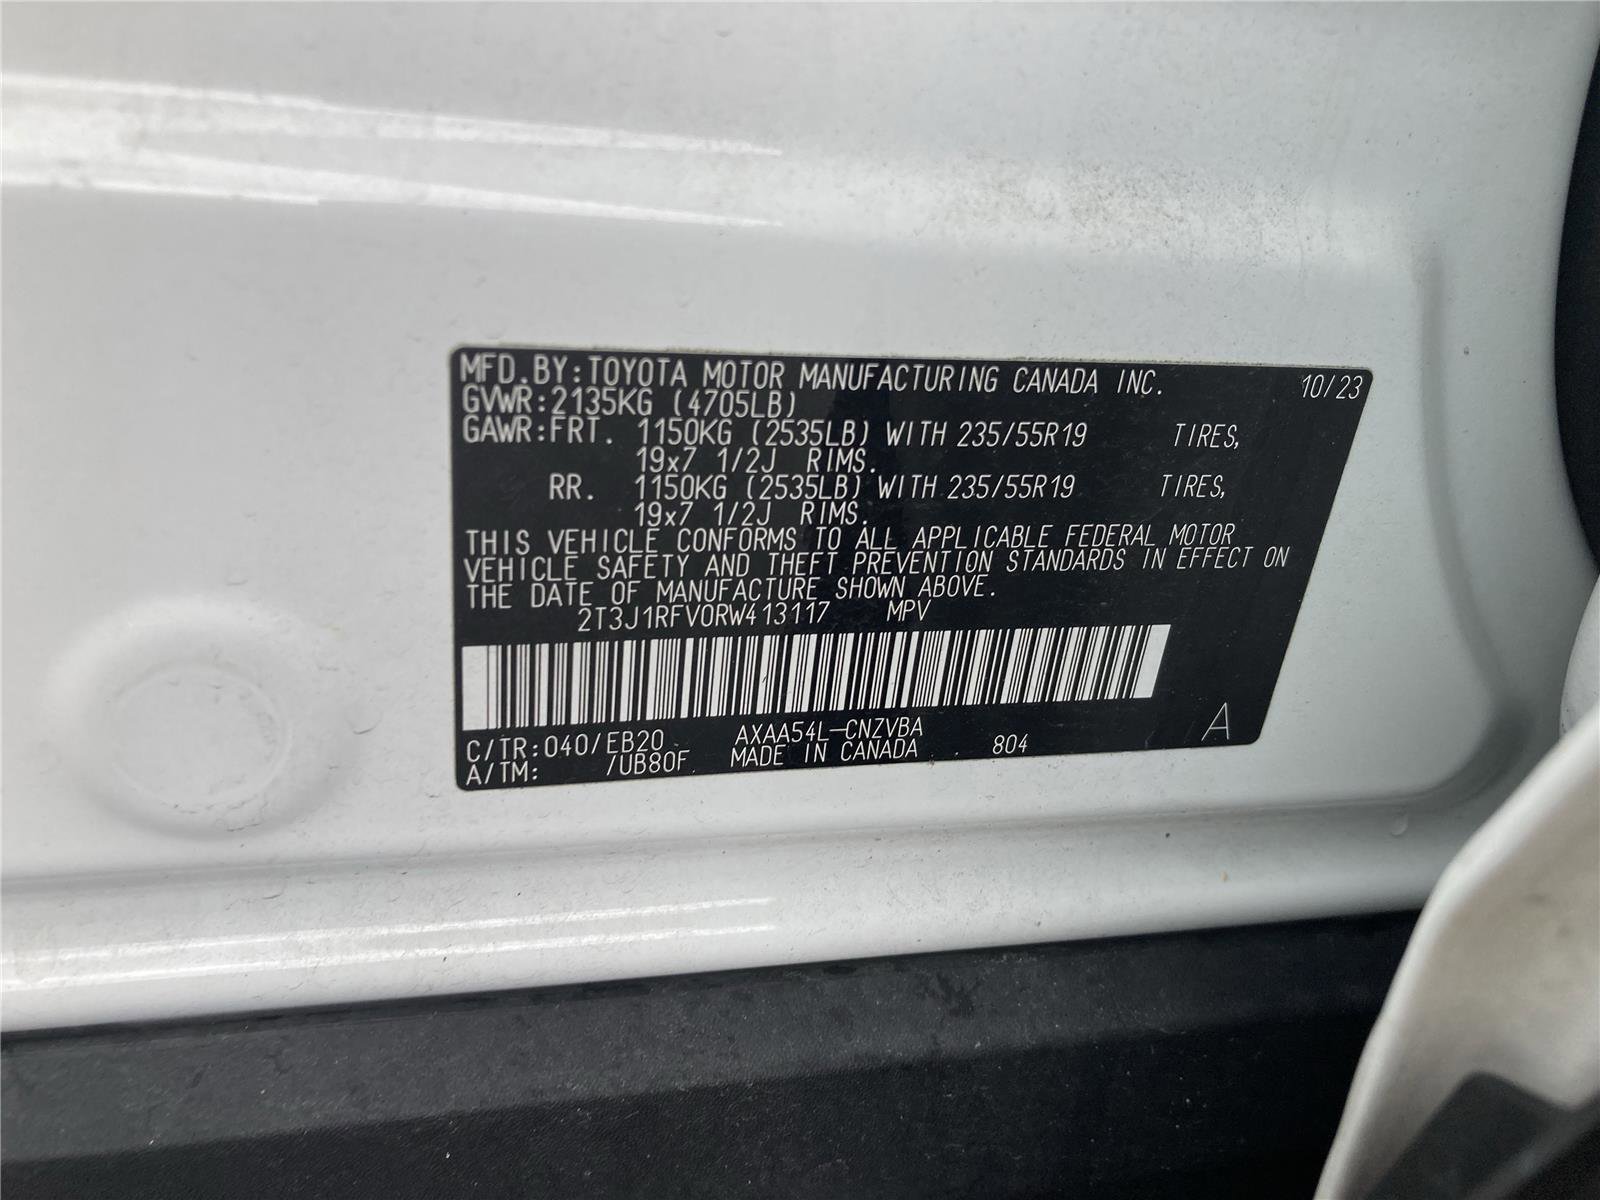 MFD.BY:TOYOTA MOTOR MANUFACTURING CANADA INC. 10/23
GVWR:2135KG (4705LB)
GAWR:FRT. 1150KG (2535LB) WITH 235/55R19 TIRES,
19x7 1/2J RIMS.
RR. 1150KG (2535LB) WITH 235/55R19 TIRES,
19x7 1/2J RIMS.
THIS VEHICLE CONFORMS TO ALL APPLICABLE FEDERAL MOTOR
VEHICLE SAFETY AND THEFT PREVENTION STANDARDS IN EFFECT ON
THE DATE OF MANUFACTURE SHOWN ABOVE.
2T3J1RFV0RW413117 MPV
C/TR:040/EB20 AXAA54L-CNZVBA A
A/TM: /UB80F MADE IN CANADA 804